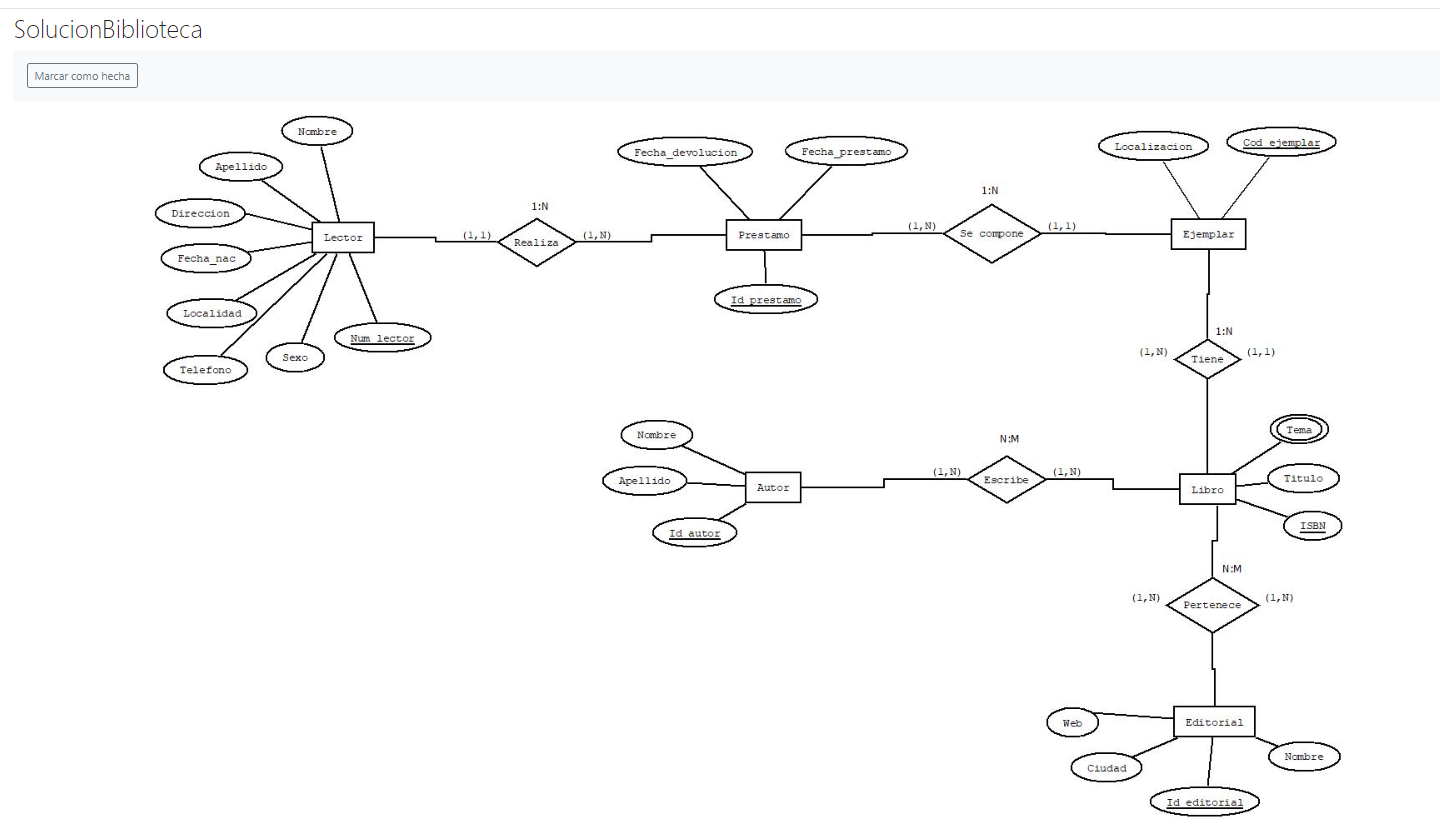 SolucionBiblioteca
Marcar como hecha
Nombre
Apellido
Direccion
Fecha_nac
Localidad
Telefono
Sexo
Num_lector
Lector
(1,1)
1:N
Realiza
(1,N)
Fecha_devolucion
Fecha_prestamo
Prestamo
Id_prestamo
(1,N)
1:N
Se compone
(1,1)
Localizacion
Cod_ejemplar
Ejemplar
1:N
(1,N)
Tiene
(1,1)
Nombre
Apellido
Id_autor
Autor
(1,N)
N:M
Escribe
(1,N)
Libro
Tema
Titulo
ISBN
N:M
(1,N)
Pertenece
(1,N)
Editorial
Web
Ciudad
Id_editorial
Nombre